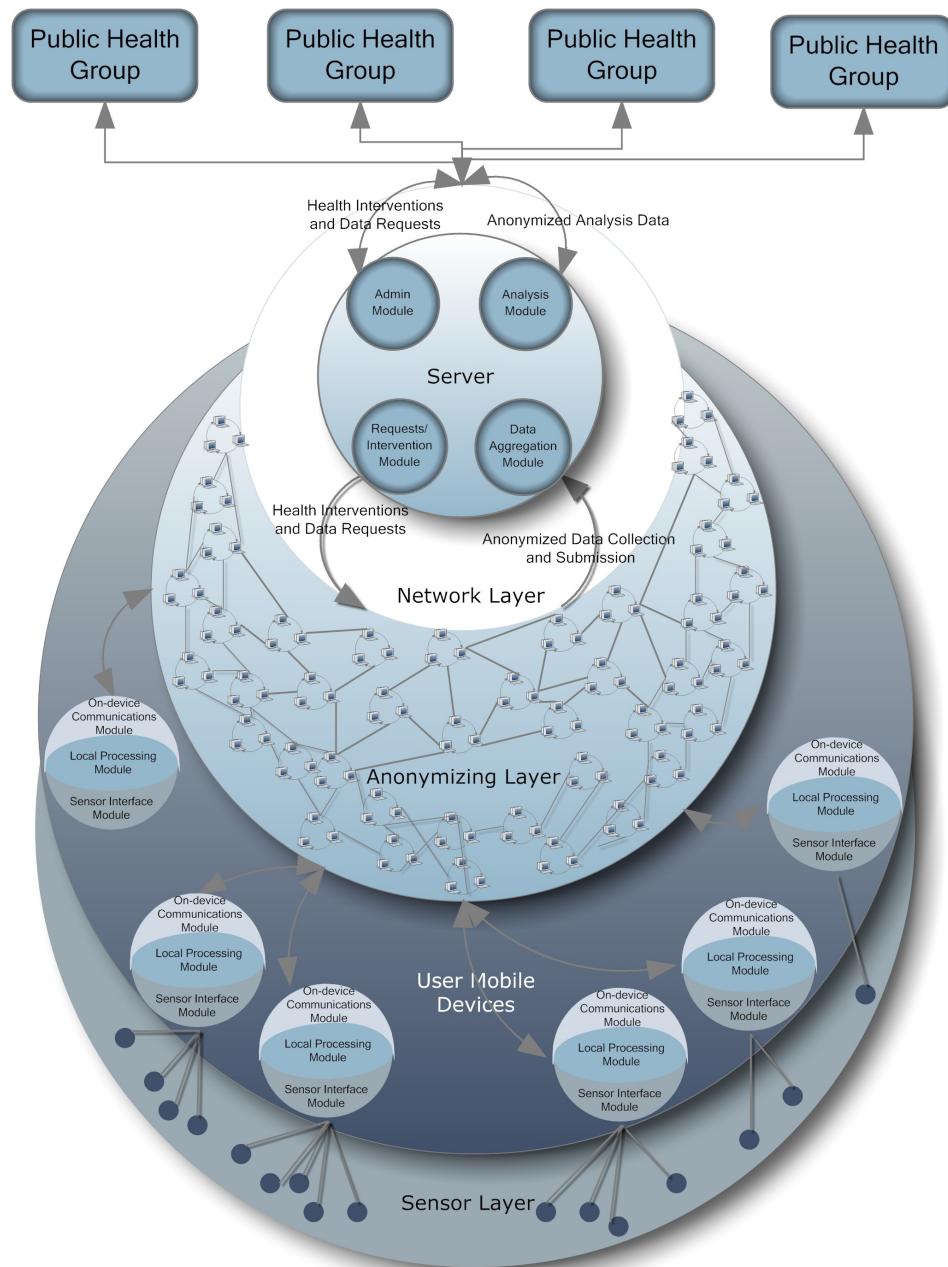 Public Health
Group
Public Health
Group
Public Health
Group
Public Health
Group
Health Interventions
and Data Requests
Anonymized Analysis Data
Admin
Module
Analysis
Module
Server
Requests/
Intervention
Module
Data
Aggregation
Module
Health Interventions
and Data Requests
Anonymized Data Collection
and Submission
Network Layer
Anonymizing Layer
On-device
Communications
Module
Local Processing
Module
Sensor Interface
Module
On-device
Communications
Module
Local Processing
Module
Sensor Interface
Module
On-device
Communications
Module
Local Processing
Module
Sensor Interface
Module
On-device
Communications
Module
Local Processing
Module
Sensor Interface
Module
User Mobile
Devices
On-device
Communications
Module
Local Processing
Module
Sensor Interface
Module
On-device
Communications
Module
Local Processing
Module
Sensor Interface
Module
Sensor Layer